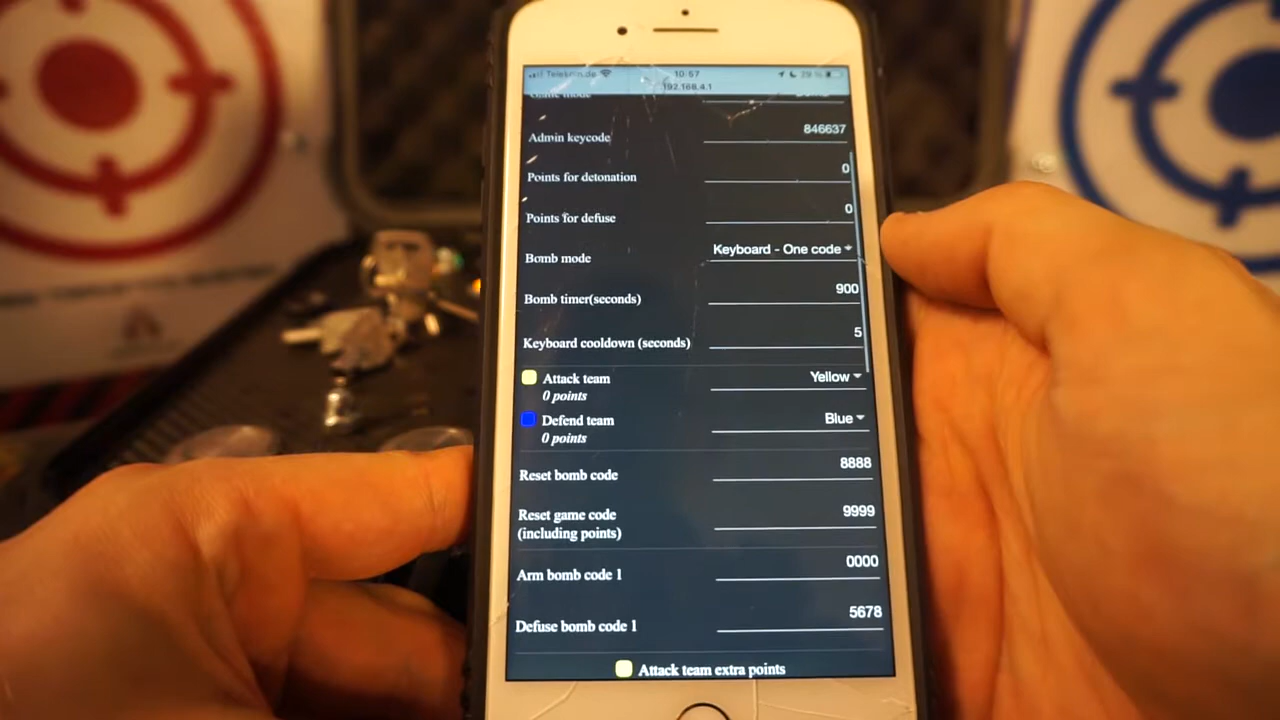 Telekom.de 10:57 29 %
192.168.4.1
Game mode
Admin keycode 846637
Points for detonation 0
Points for defuse 0
Bomb mode Keyboard - One code
Bomb timer(seconds) 900
Keyboard cooldown (seconds) 5
Attack team Yellow
0 points
Defend team Blue
0 points
Reset bomb code 8888
Reset game code 9999
(including points)
Arm bomb code 1 0000
Defuse bomb code 1 5678
Attack team extra points